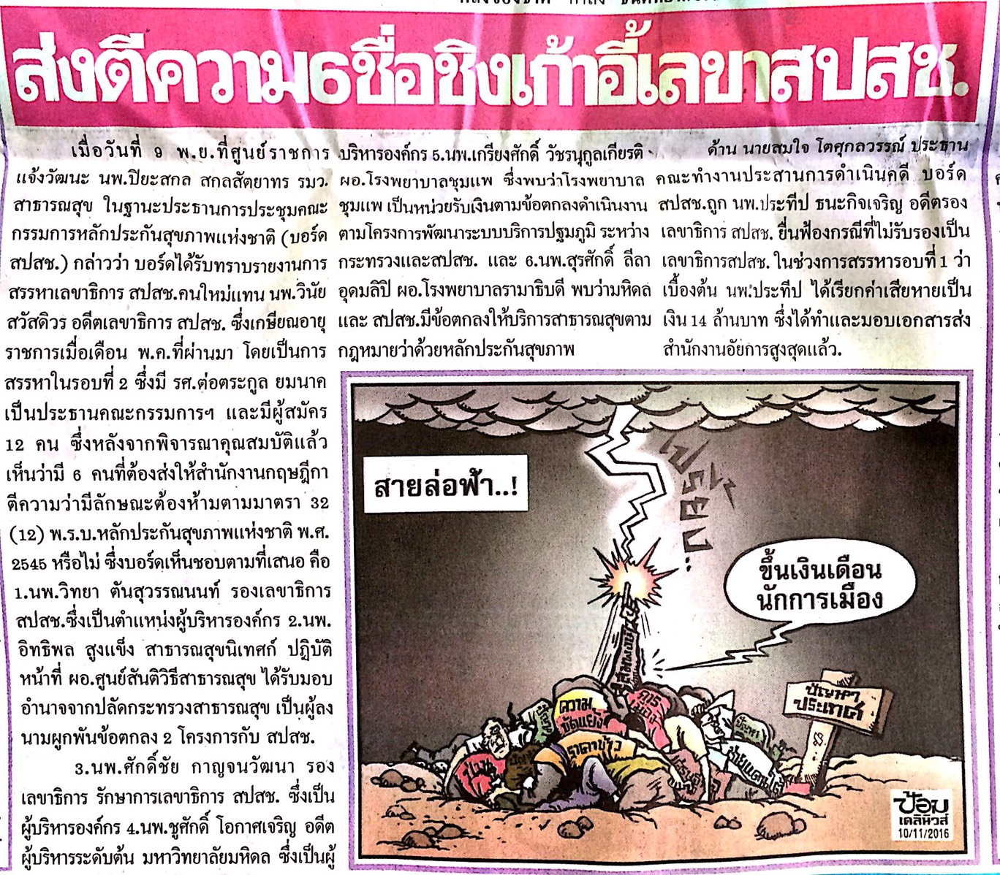 ส่งตีความ6ชื่อชิงเก้าอี้เลขาสปสช.
เมื่อวันที่ 9 พ.ย.ที่ศูนย์ราชการ
แจ้งวัฒนะ นพ.ปิยะสกล สกลสัตยาทร รมว.
สาธารณสุข ในฐานะประธานการประชุมคณะ
กรรมการหลักประกันสุขภาพแห่งชาติ (บอร์ด
สปสช.) กล่าวว่า บอร์ดได้รับทราบรายงานการ
สรรหาเลขาธิการ สปสช.คนใหม่แทน นพ.วินัย
สวัสดิวร อดีตเลขาธิการ สปสช. ซึ่งเกษียณอายุ
ราชการเมื่อเดือน พ.ค.ที่ผ่านมา โดยเป็นการ
สรรหาในรอบที่ 2 ซึ่งมี รศ.ต่อตระกูล ยมนาค
เป็นประธานคณะกรรมการฯ และมีผู้สมัคร
12 คน ซึ่งหลังจากพิจารณาคุณสมบัติแล้ว
เห็นว่ามี 6 คนที่ต้องส่งให้สำนักงานกฤษฎีกา
ตีความว่ามีลักษณะต้องห้ามตามมาตรา 32
(12) พ.ร.บ.หลักประกันสุขภาพแห่งชาติ พ.ศ.
2545 หรือไม่ ซึ่งบอร์ดเห็นชอบตามที่เสนอ คือ
1.นพ.วิทยา ตันสุวรรณนนท์ รองเลขาธิการ
สปสช.ซึ่งเป็นตำแหน่งผู้บริหารองค์กร 2.นพ.
อิทธิพล สูงแข็ง สาธารณสุขนิเทศก์ ปฏิบัติ
หน้าที่ ผอ.ศูนย์สันติวิธีสาธารณสุข ได้รับมอบ
อำนาจจากปลัดกระทรวงสาธารณสุข เป็นผู้ลง
นามผูกพันข้อตกลง 2 โครงการกับ สปสช.
3.นพ.ศักดิ์ชัย กาญจนวัฒนา รอง
เลขาธิการ รักษาการเลขาธิการ สปสช. ซึ่งเป็น
ผู้บริหารองค์กร 4.นพ.ชูศักดิ์ โอกาศเจริญ อดีต
ผู้บริหารระดับต้น มหาวิทยาลัยมหิดล ซึ่งเป็นผู้
บริหารองค์กร 5.นพ.เกรียงศักดิ์ วัชรนุกูลเกียรติ
ผอ.โรงพยาบาลชุมแพ ซึ่งพบว่าโรงพยาบาล
ชุมแพ เป็นหน่วยรับเงินตามข้อตกลงดำเนินงาน
ตามโครงการพัฒนาระบบบริการปฐมภูมิ ระหว่าง
กระทรวงและสปสช. และ 6.นพ.สุรศักดิ์ ลีลา
อุดมลิปิ ผอ.โรงพยาบาลรามาธิบดี พบว่ามหิดล
และ สปสช.มีข้อตกลงให้บริการสาธารณสุขตาม
กฎหมายว่าด้วยหลักประกันสุขภาพ
ด้าน นายสมใจ โตศุกลวรรณ์ ประธาน
คณะทำงานประสานการดำเนินคดี บอร์ด
สปสช.ถูก นพ.ประทีป ธนะกิจเจริญ อดีตรอง
เลขาธิการ สปสช. ยื่นฟ้องกรณีที่ไม่รับรองเป็น
เลขาธิการสปสช. ในช่วงการสรรหารอบที่ 1 ว่า
เบื้องต้น นพ.ประทีป ได้เรียกค่าเสียหายเป็น
เงิน 14 ล้านบาท ซึ่งได้ทำและมอบเอกสารส่ง
สำนักงานอัยการสูงสุดแล้ว.
สายล่อฟ้า..!
เปรี้ยง..
ขึ้นเงินเดือน
นักการเมือง
ปัญหา
ประเทศ
ความ
ขัดแย้ง
การ
เมือง
ราคาข้าว
ชายแดนใต้
ป้อม
เดลินิวส์
10/11/2016